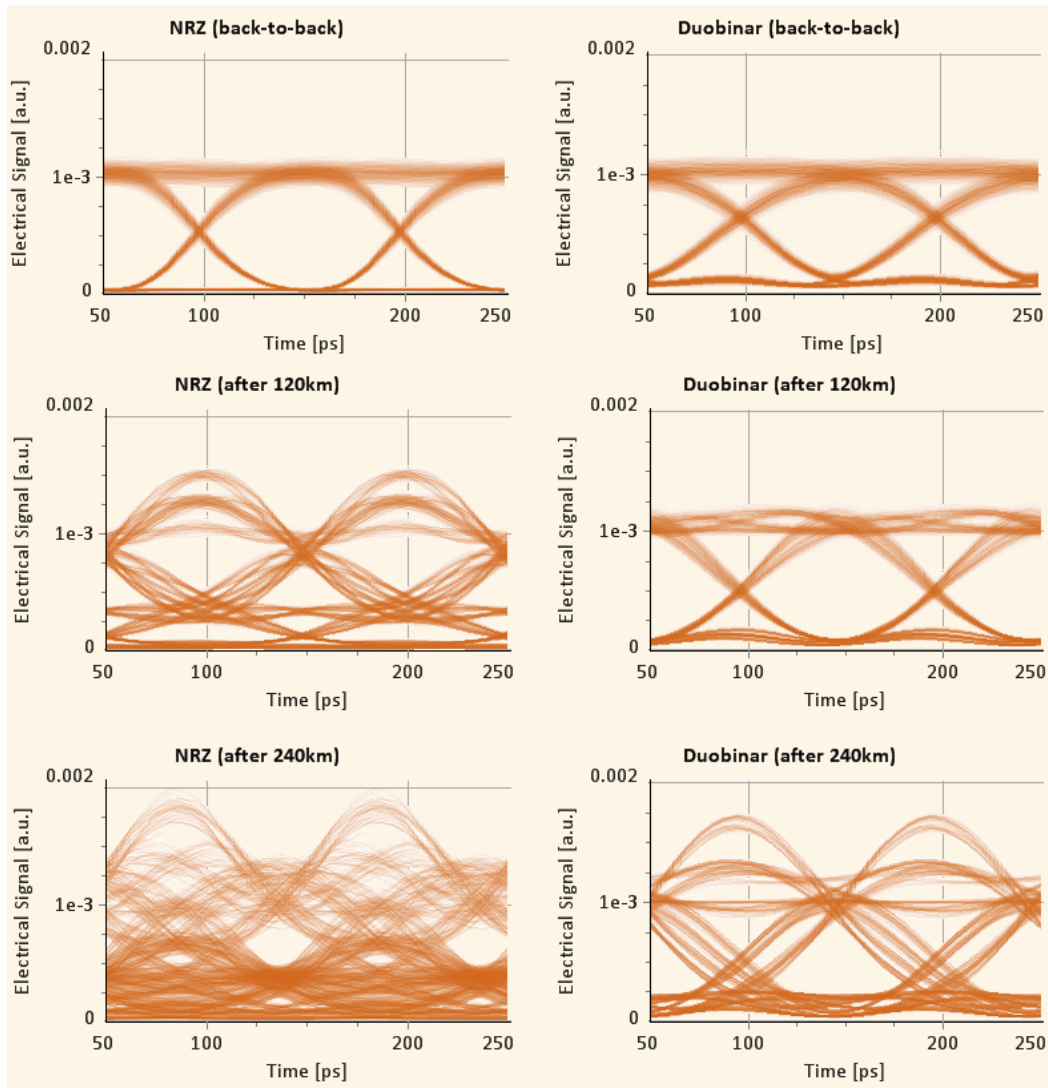 NRZ (back-to-back)
0.002
Electrical Signal [a.u.]
1e-3
0
50 100 200 250
Time [ps]
Duobinar (back-to-back)
0.002
Electrical Signal [a.u.]
1e-3
0
50 100 200 250
Time [ps]
NRZ (after 120km)
0.002
Electrical Signal [a.u.]
1e-3
0
50 100 200 250
Time [ps]
Duobinar (after 120km)
0.002
Electrical Signal [a.u.]
1e-3
0
50 100 200 250
Time [ps]
NRZ (after 240km)
0.002
Electrical Signal [a.u.]
1e-3
0
50 100 200 250
Time [ps]
Duobinar (after 240km)
0.002
Electrical Signal [a.u.]
1e-3
0
50 100 200 250
Time [ps]